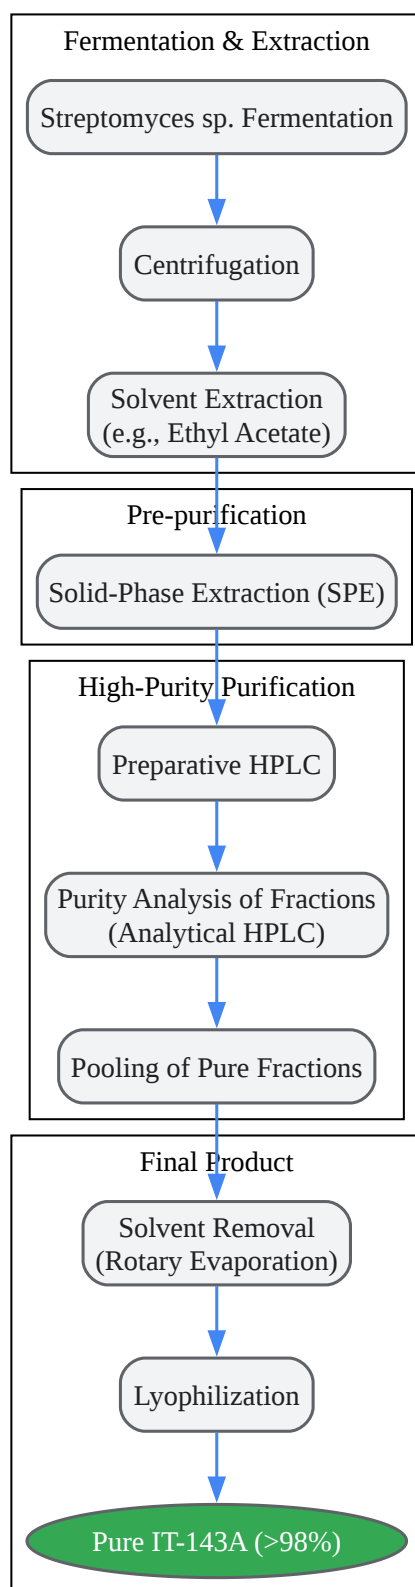 Fermentation & Extraction
Streptomyces sp. Fermentation
Centrifugation
Solvent Extraction
(e.g., Ethyl Acetate)
Pre-purification
Solid-Phase Extraction (SPE)
High-Purity Purification
Preparative HPLC
Purity Analysis of Fractions
(Analytical HPLC)
Pooling of Pure Fractions
Final Product
Solvent Removal
(Rotary Evaporation)
Lyophilization
Pure IT-143A (>98%)